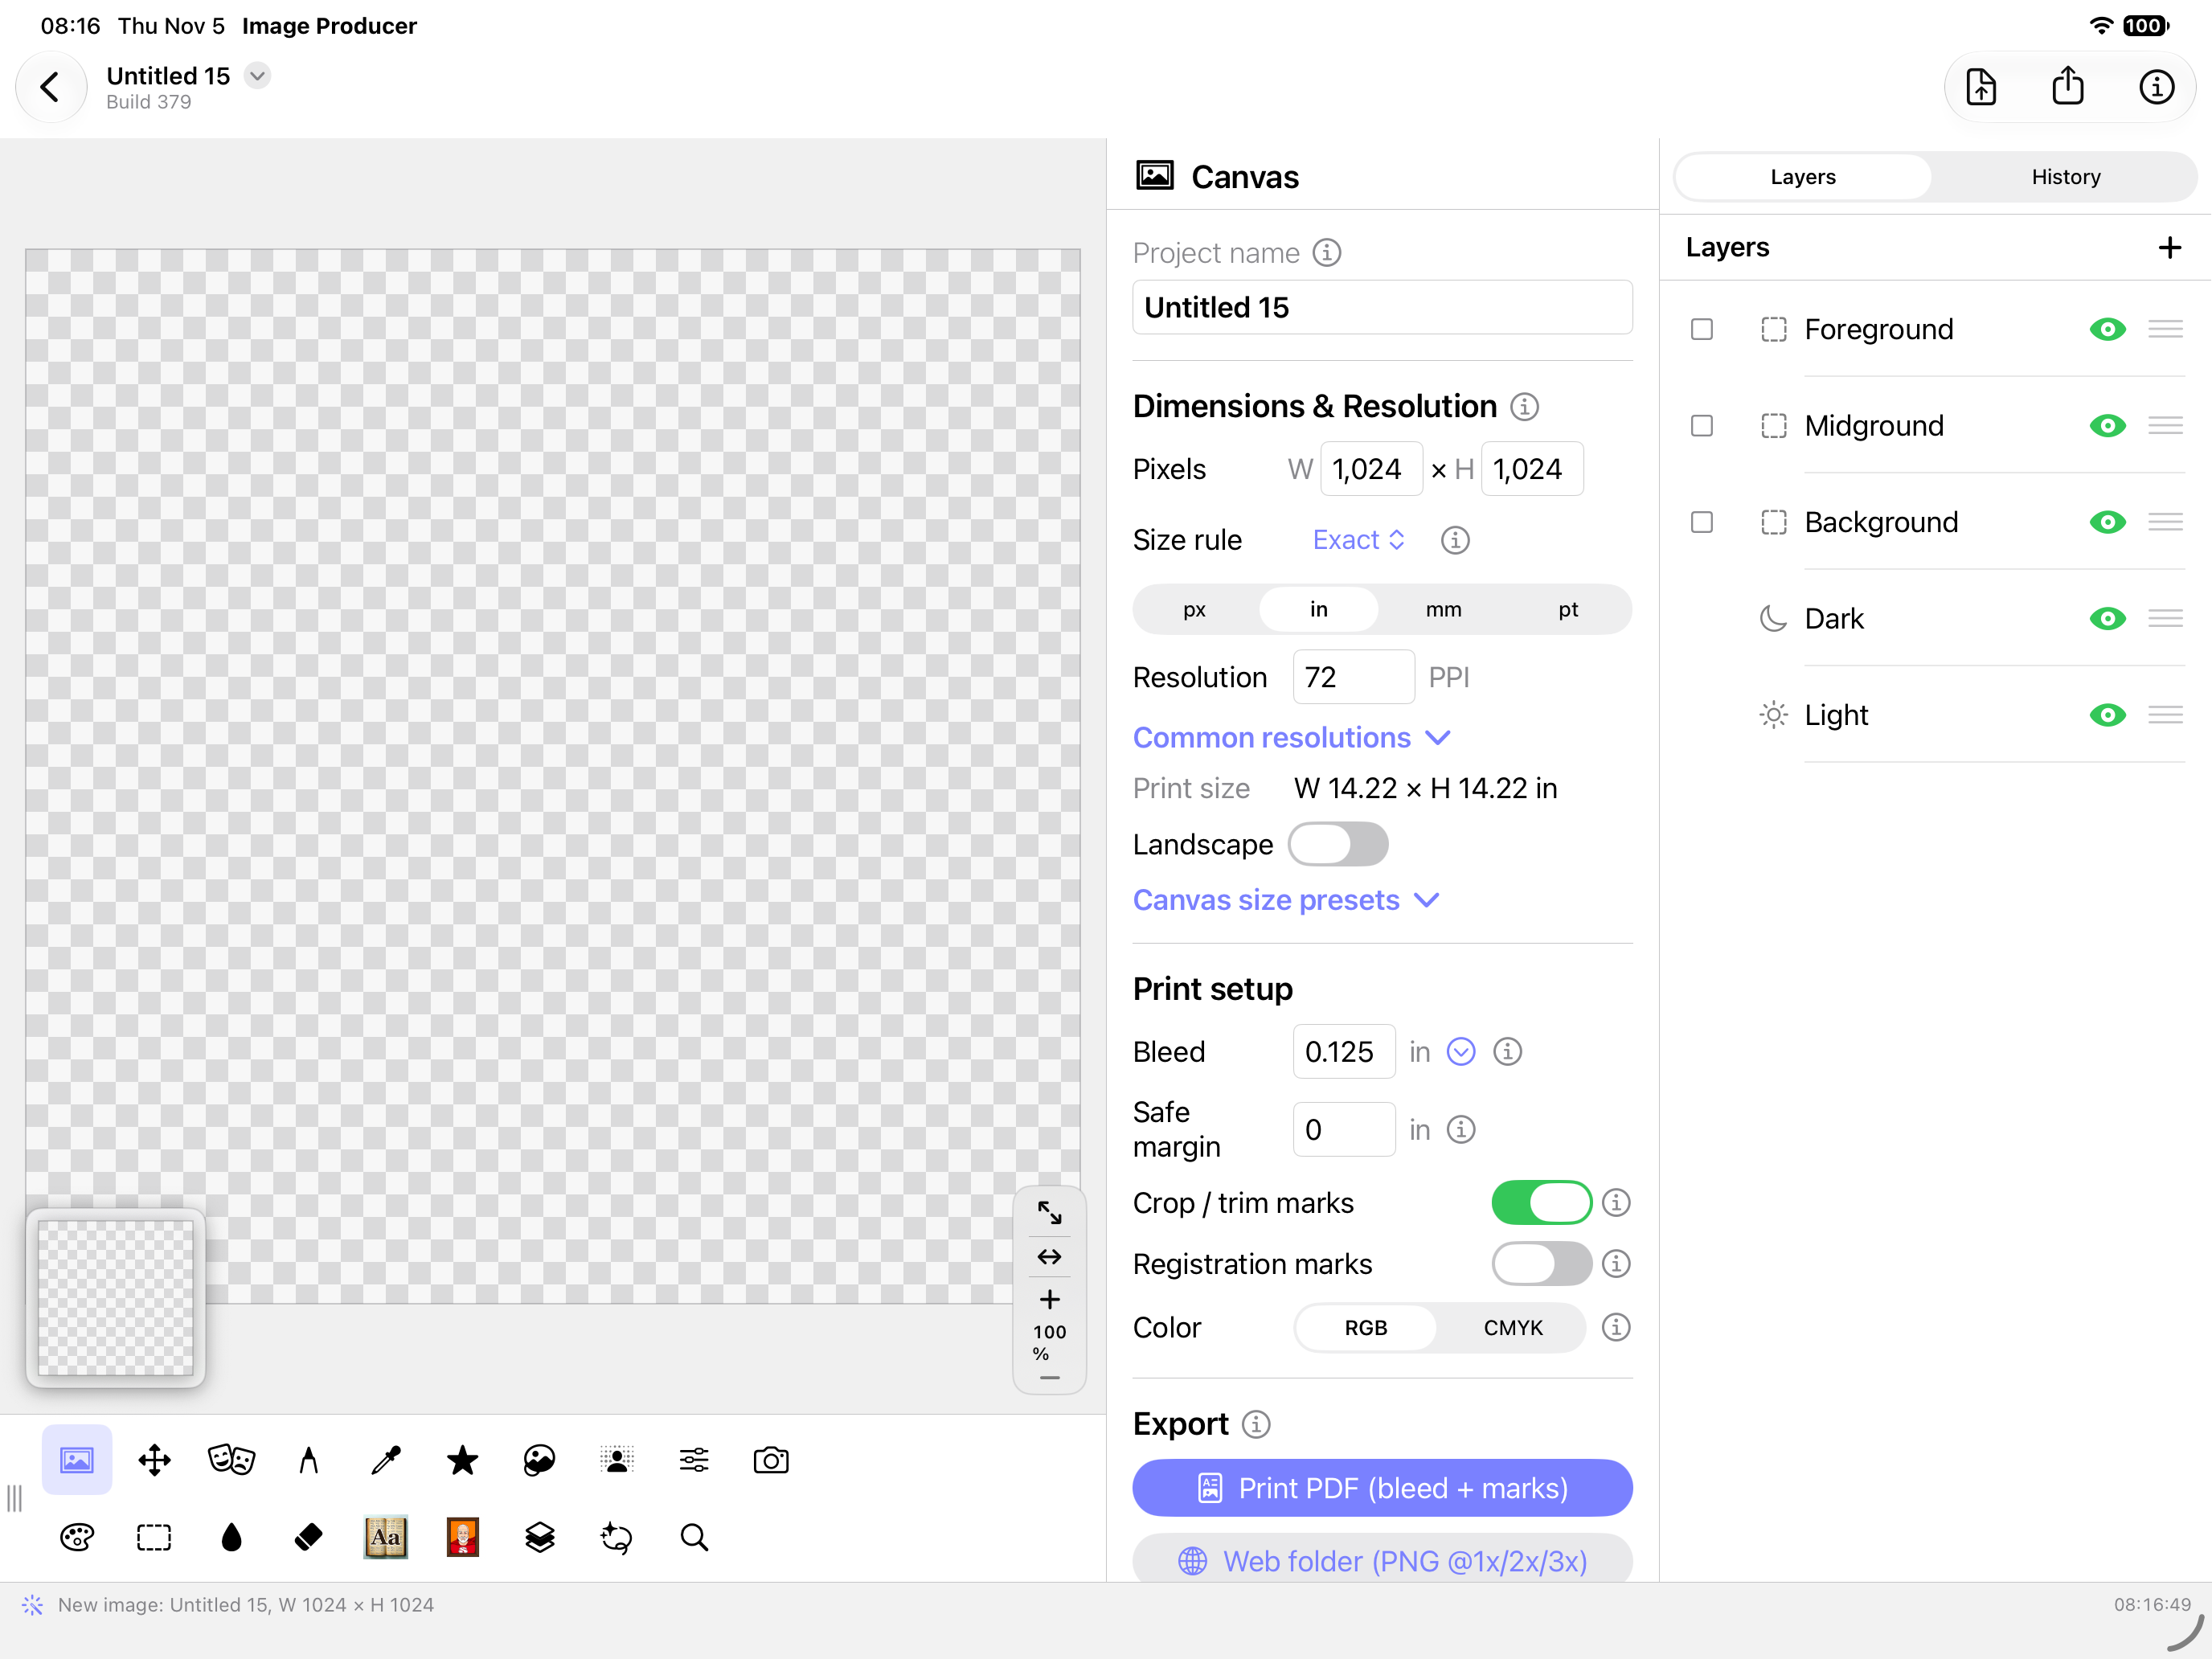 08:16 Thu Nov 5 Image Producer
100
Untitled 15
Build 379
Canvas
Project name
Untitled 15
Dimensions & Resolution
Pixels W 1,024 × H 1,024
Size rule Exact
px in mm pt
Resolution 72 PPI
Common resolutions
Print size W 14.22 × H 14.22 in
Landscape
Canvas size presets
Print setup
Bleed 0.125 in
Safe
margin 0 in
Crop / trim marks
Registration marks
Color RGB CMYK
Export
Print PDF (bleed + marks)
Web folder (PNG @1x/2x/3x)
Layers History
Layers
Foreground
Midground
Background
Dark
Light
100
%
Aa
New image: Untitled 15, W 1024 × H 1024
08:16:49